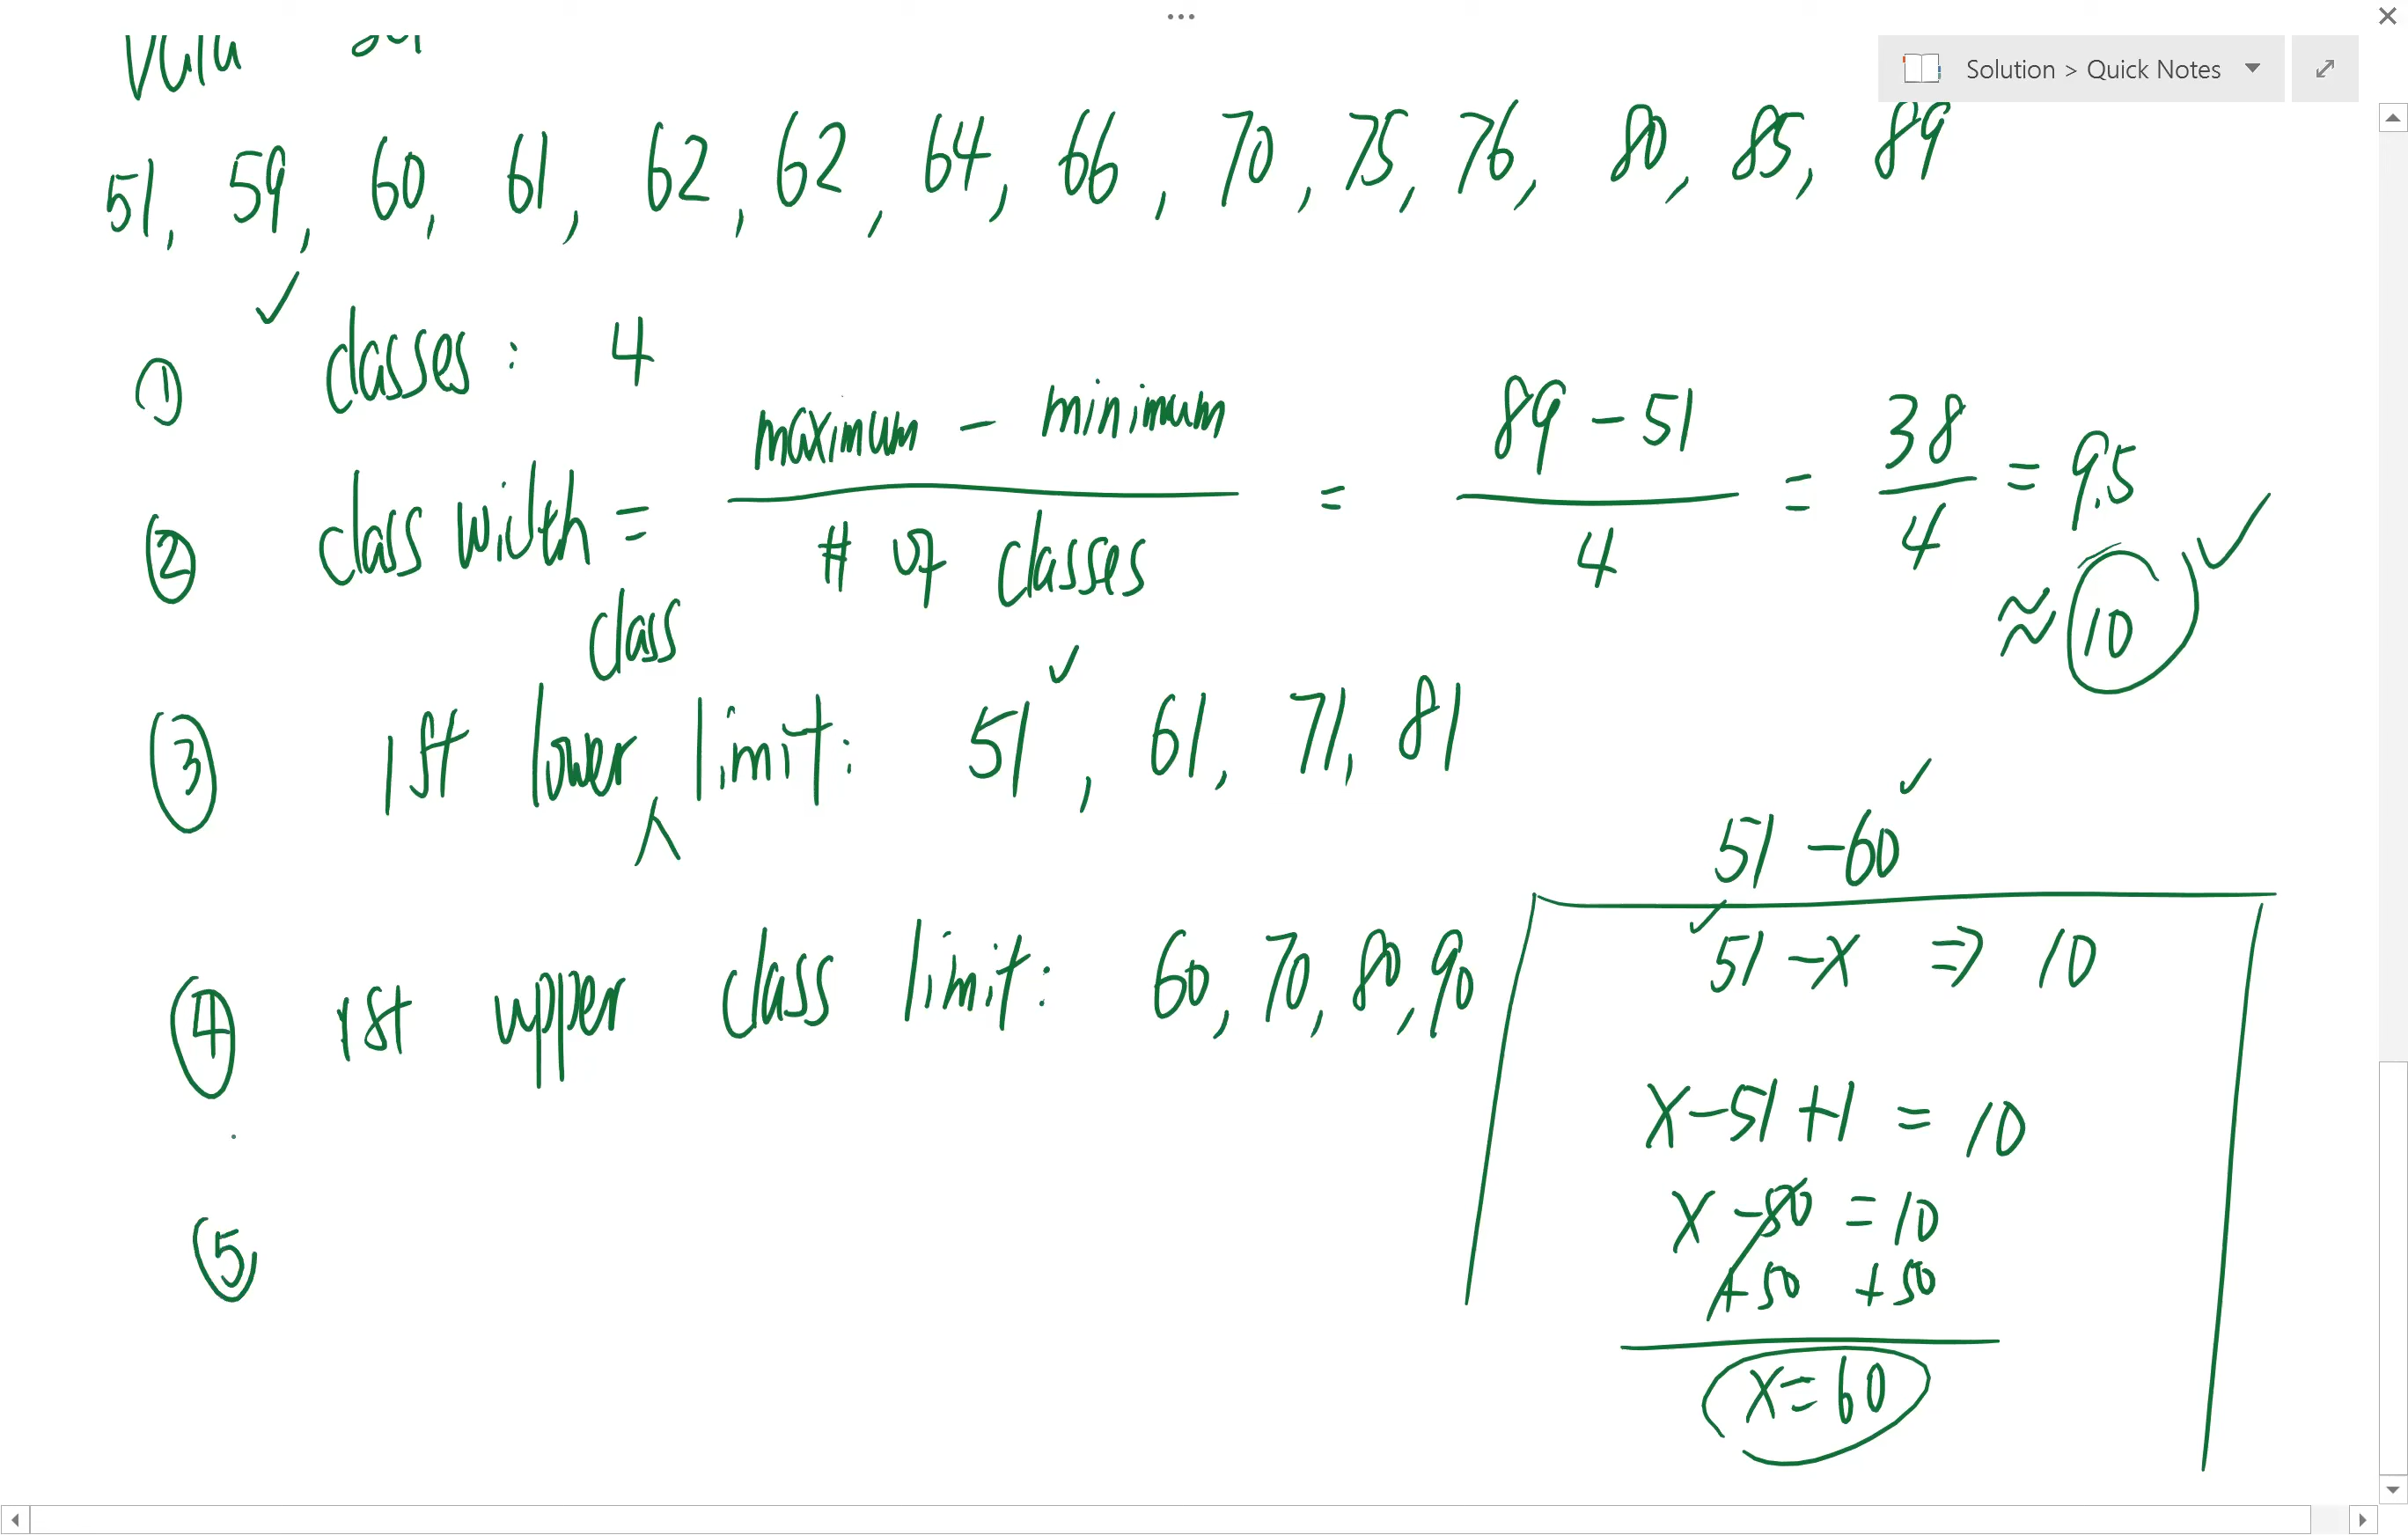 Solution > Quick Notes
51, 59, 60, 61, 62, 62, 64, 66, 70, 75, 76, 80, 85, 89
① classes: 4
② class width = maximum - minimum / # of classes = 89 - 51 / 4 = 38 / 4 = 9.5
≈ 10
class
③ 1st lower limit: 51, 61, 71, 81
51 - 60
④ 1st upper class limit: 60, 70, 80, 90
51 - x ⇒ 10
x - 51 + 1 = 10
x - 50 = 10
+ 50 + 50
x = 60
⑤